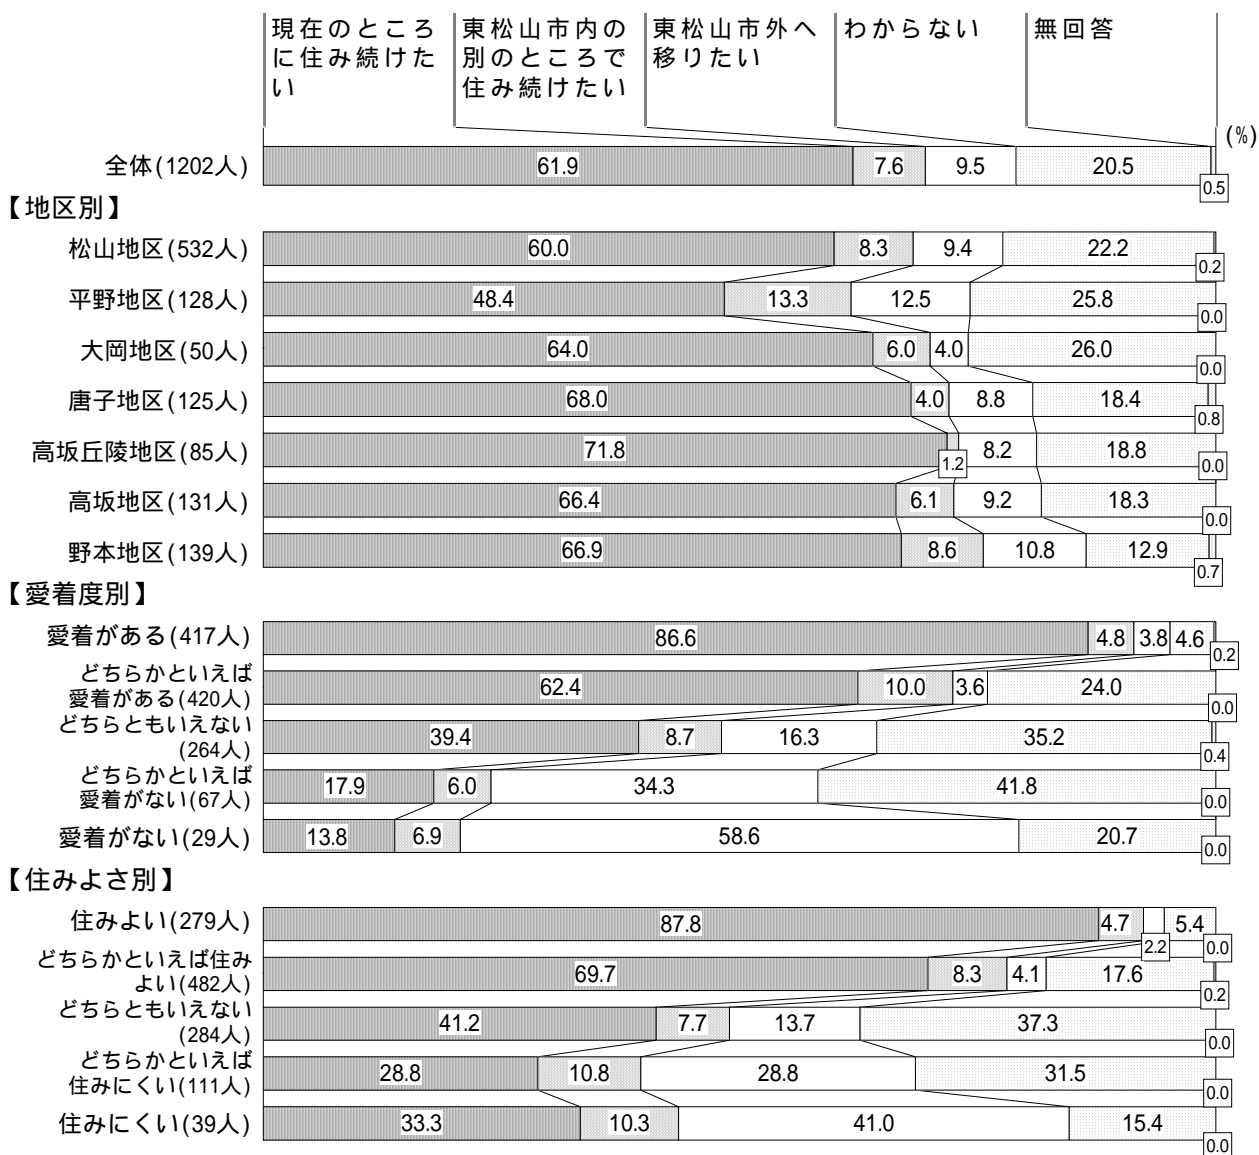 現在のところ
に住み続けた
い
東松山市内の
別のところで
住み続けたい
東松山市外へ
移りたい
わからない
無回答
(%)
全体(1202人) 61.9 7.6 9.5 20.5 0.5
【地区別】
松山地区(532人) 60.0 8.3 9.4 22.2 0.2
平野地区(128人) 48.4 13.3 12.5 25.8 0.0
大岡地区(50人) 64.0 6.0 4.0 26.0 0.0
唐子地区(125人) 68.0 4.0 8.8 18.4 0.8
高坂丘陵地区(85人) 71.8 1.2 8.2 18.8 0.0
高坂地区(131人) 66.4 6.1 9.2 18.3 0.0
野本地区(139人) 66.9 8.6 10.8 12.9 0.7
【愛着度別】
愛着がある(417人) 86.6 4.8 3.8 4.6 0.2
どちらかといえば
愛着がある(420人) 62.4 10.0 3.6 24.0 0.0
どちらともいえない
(264人) 39.4 8.7 16.3 35.2 0.4
どちらかといえば
愛着がない(67人) 17.9 6.0 34.3 41.8 0.0
愛着がない(29人) 13.8 6.9 58.6 20.7 0.0
【住みよさ別】
住みよい(279人) 87.8 4.7 2.2 5.4 0.0
どちらかといえば住み
よい(482人) 69.7 8.3 4.1 17.6 0.2
どちらともいえない
(284人) 41.2 7.7 13.7 37.3 0.0
どちらかといえば
住みにくい(111人) 28.8 10.8 28.8 31.5 0.0
住みにくい(39人) 33.3 10.3 41.0 15.4 0.0